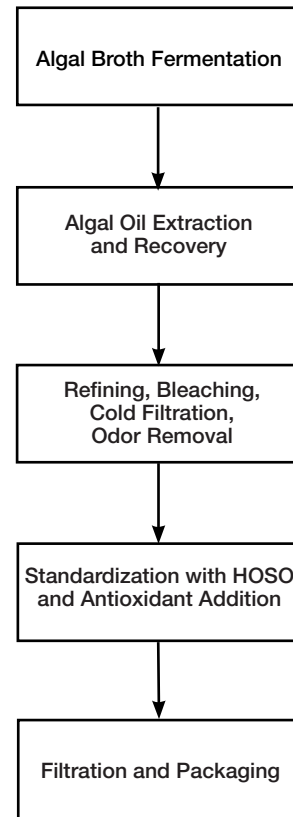 Algal Broth Fermentation
Algal Oil Extraction
and Recovery
Refining, Bleaching,
Cold Filtration,
Odor Removal
Standardization with HOSO
and Antioxidant Addition
Filtration and Packaging